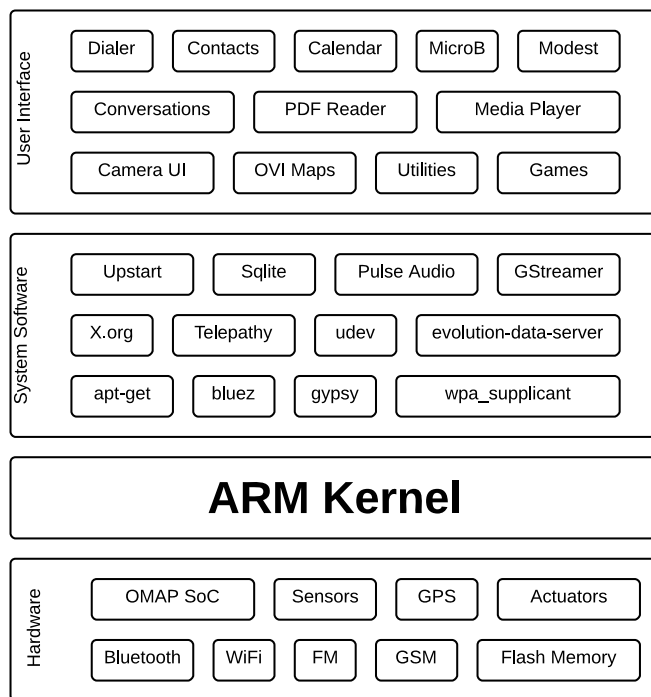 User Interface
Dialer Contacts Calendar MicroB Modest
Conversations PDF Reader Media Player
Camera UI OVI Maps Utilities Games
System Software
Upstart Sqlite Pulse Audio GStreamer
X.org Telepathy udev evolution-data-server
apt-get bluez gypsy wpa_supplicant
ARM Kernel
Hardware
OMAP SoC Sensors GPS Actuators
Bluetooth WiFi FM GSM Flash Memory